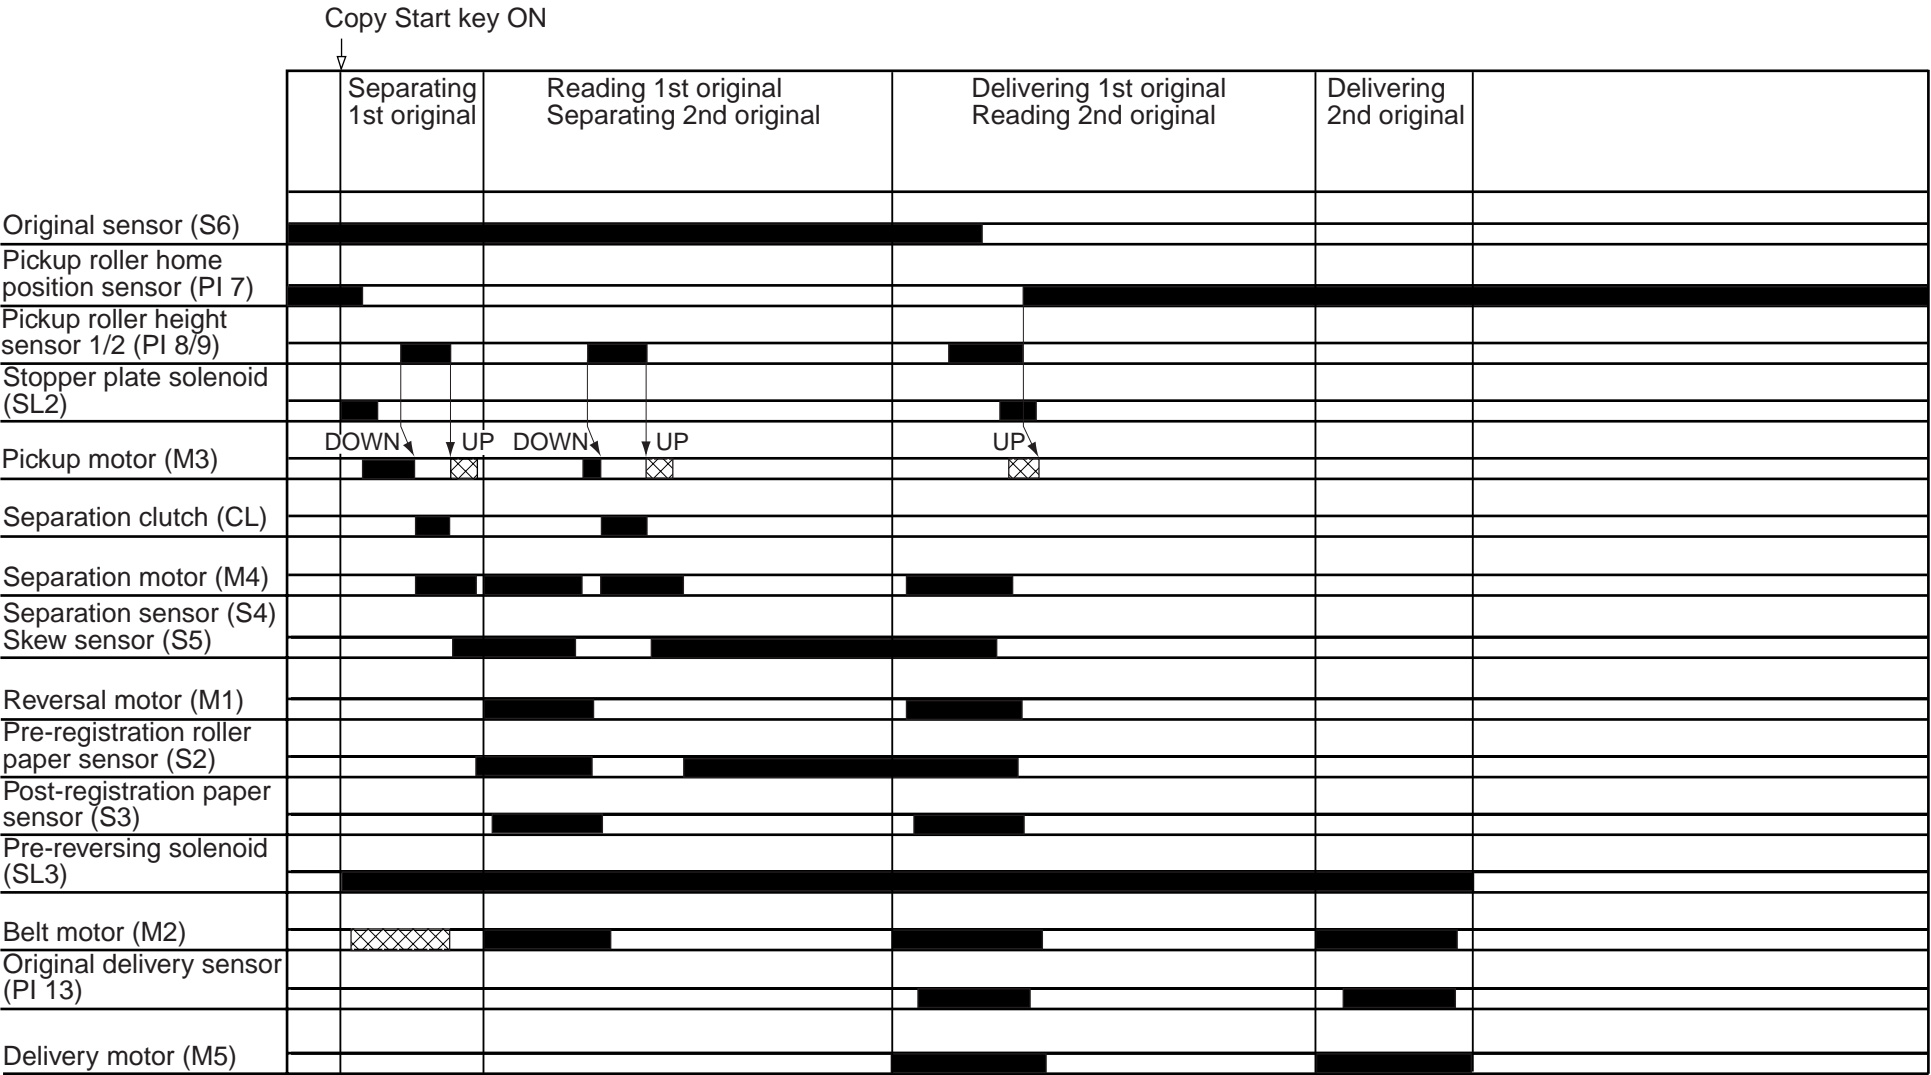 Copy Start key ON
Separating
1st original
Reading 1st original
Separating 2nd original
Delivering 1st original
Reading 2nd original
Delivering
2nd original
Original sensor (S6)
Pickup roller home
position sensor (PI 7)
Pickup roller height
sensor 1/2 (PI 8/9)
Stopper plate solenoid
(SL2)
DOWN UP DOWN UP UP
Pickup motor (M3)
Separation clutch (CL)
Separation motor (M4)
Separation sensor (S4)
Skew sensor (S5)
Reversal motor (M1)
Pre-registration roller
paper sensor (S2)
Post-registration paper
sensor (S3)
Pre-reversing solenoid
(SL3)
Belt motor (M2)
Original delivery sensor
(PI 13)
Delivery motor (M5)